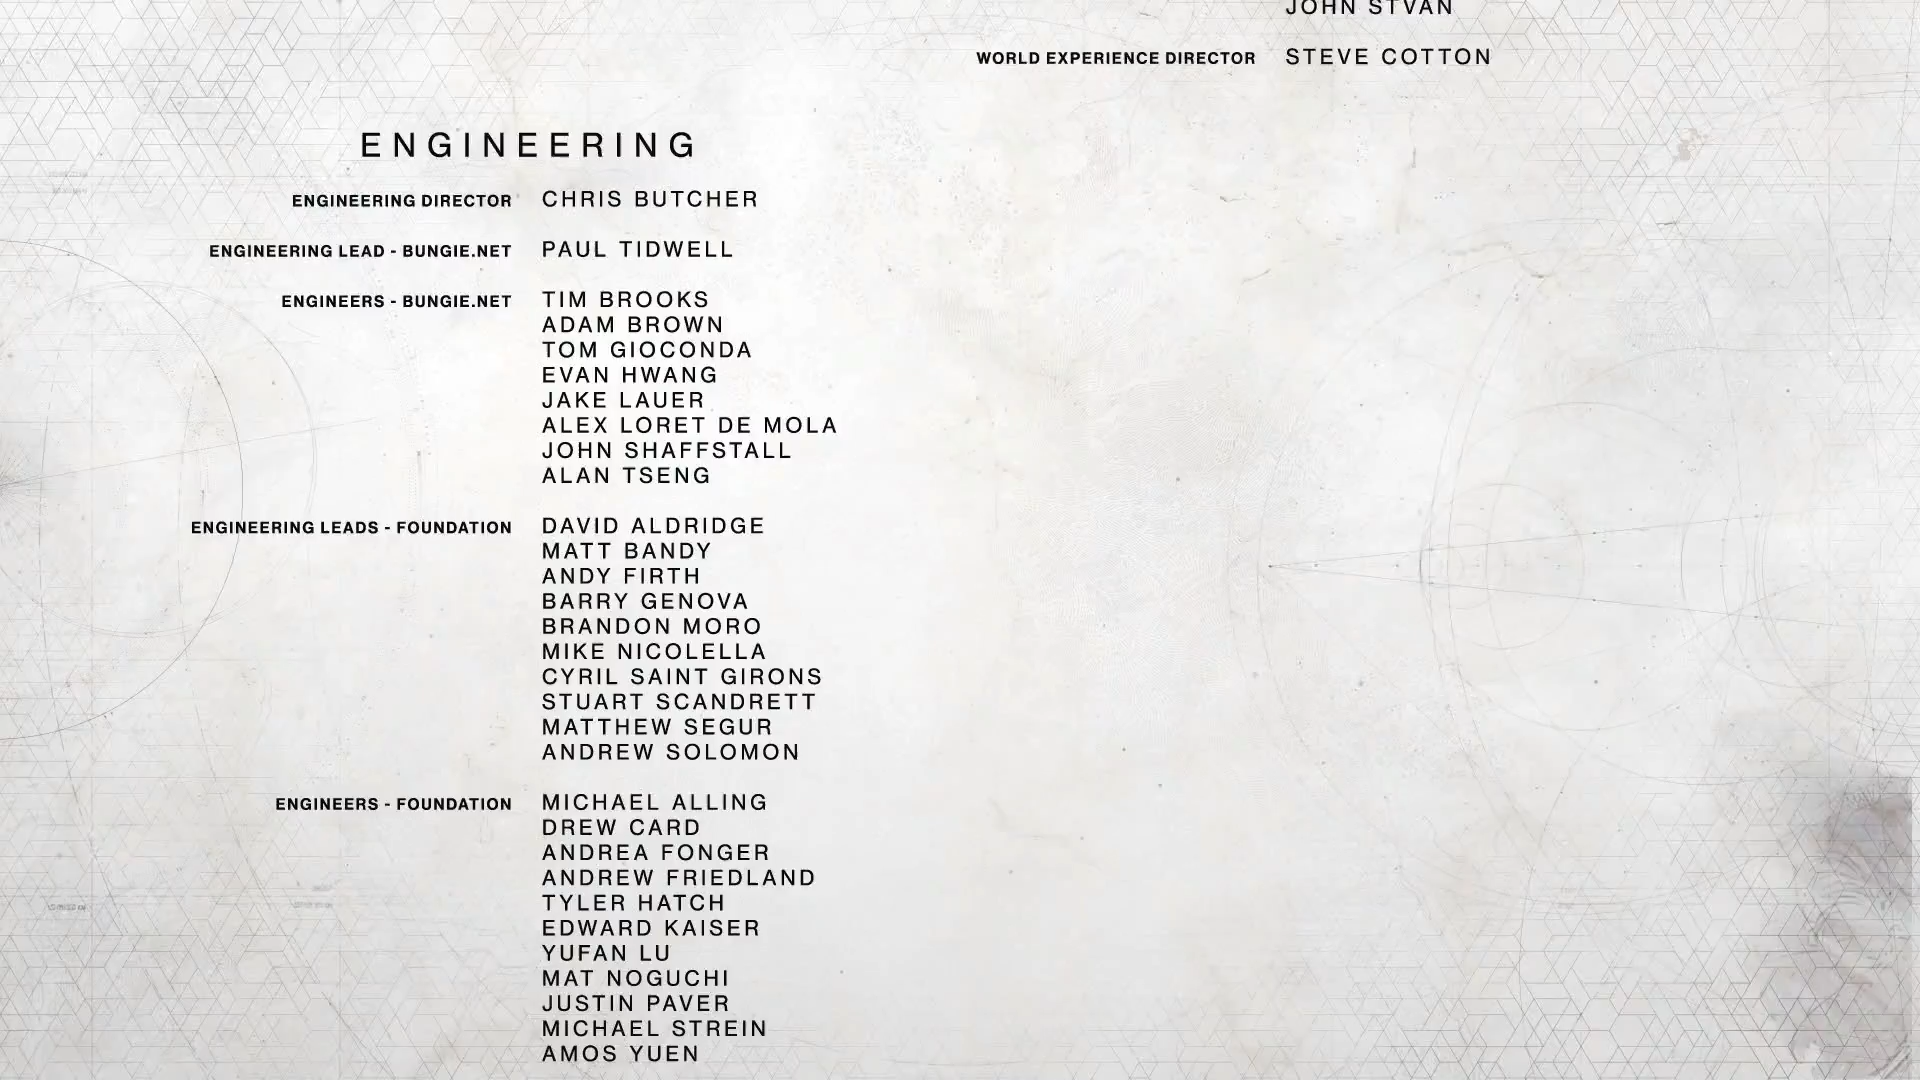 JOHN STVAN
WORLD EXPERIENCE DIRECTOR STEVE COTTON
ENGINEERING
ENGINEERING DIRECTOR CHRIS BUTCHER
ENGINEERING LEAD - BUNGIE.NET PAUL TIDWELL
ENGINEERS - BUNGIE.NET TIM BROOKS
ADAM BROWN
TOM GIOCONDA
EVAN HWANG
JAKE LAUER
ALEX LORET DE MOLA
JOHN SHAFFSTALL
ALAN TSENG
ENGINEERING LEADS - FOUNDATION DAVID ALDRIDGE
MATT BANDY
ANDY FIRTH
BARRY GENOVA
BRANDON MORO
MIKE NICOLELLA
CYRIL SAINT GIRONS
STUART SCANDRETT
MATTHEW SEGUR
ANDREW SOLOMON
ENGINEERS - FOUNDATION MICHAEL ALLING
DREW CARD
ANDREA FONGER
ANDREW FRIEDLAND
TYLER HATCH
EDWARD KAISER
YUFAN LU
MAT NOGUCHI
JUSTIN PAVER
MICHAEL STREIN
AMOS YUEN